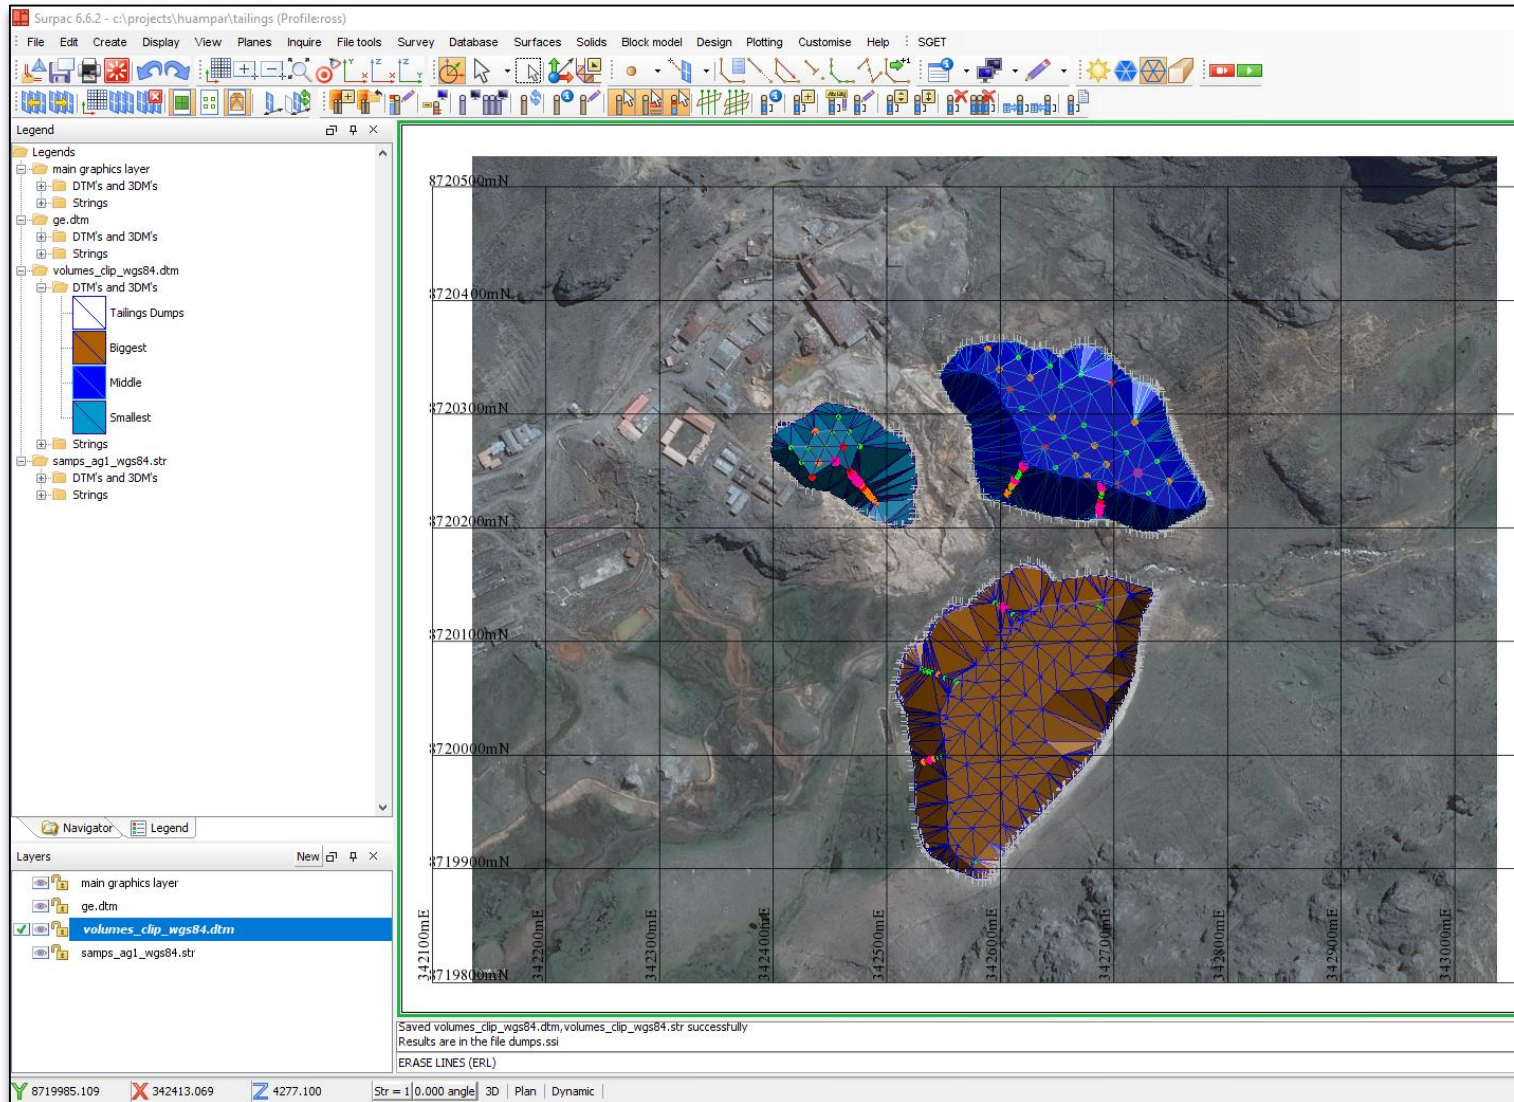 Surpac 6.6.2 - c:\projects\huampar\tailings (Profile:ross)
File Edit Create Display View Planes Inquire File tools Survey Database Surfaces Solids Block model Design Plotting Customise Help SGET
Legend
Legends
main graphics layer
DTM's and 3DM's
Strings
ge.dtm
DTM's and 3DM's
Strings
volumes_clip_wgs84.dtm
DTM's and 3DM's
Tailings Dumps
Biggest
Middle
Smallest
Strings
samps_ag1_wgs84.str
DTM's and 3DM's
Strings
Navigator Legend
Layers New
main graphics layer
ge.dtm
volumes_clip_wgs84.dtm
samps_ag1_wgs84.str
8720500mN
8720400mN
8720300mN
8720200mN
8720100mN
8720000mN
8719900mN
8719800mN
342100mE
342200mE
342300mE
342400mE
342500mE
342600mE
342700mE
342800mE
342900mE
343000mE
Saved volumes_clip_wgs84.dtm,volumes_clip_wgs84.str successfully
Results are in the file dumps.ssi
ERASE LINES (ERL)
Y 8719985.109 X 342413.069 Z 4277.100 Str = 1 0.000 angle 3D Plan Dynamic